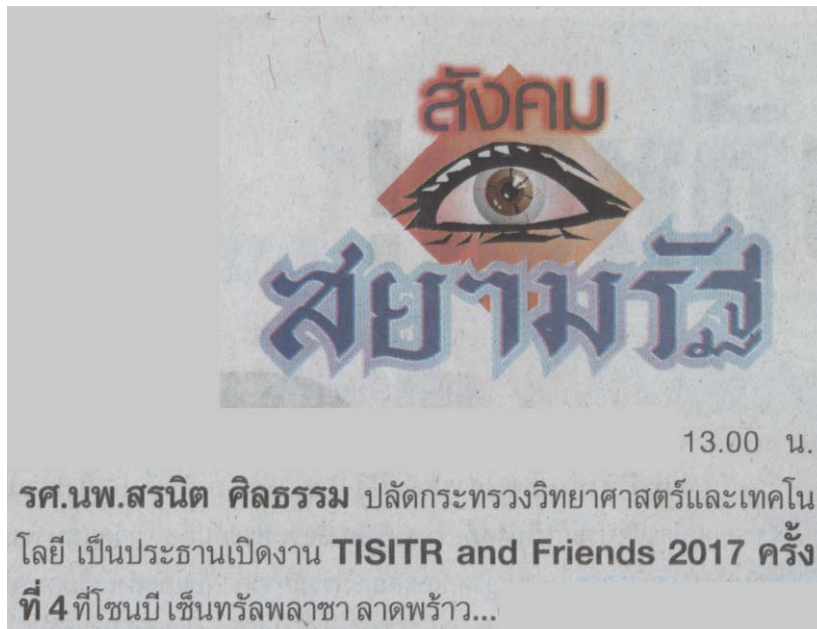 สังคม
สยามรัฐ
13.00 น.
รศ.นพ.สรนิต ศิลธรรม ปลัดกระทรวงวิทยาศาสตร์และเทคโน
โลยี เป็นประธานเปิดงาน TISITR and Friends 2017 ครั้ง
ที่ 4 ที่โซนบี เซ็นทรัลพลาซา ลาดพร้าว...